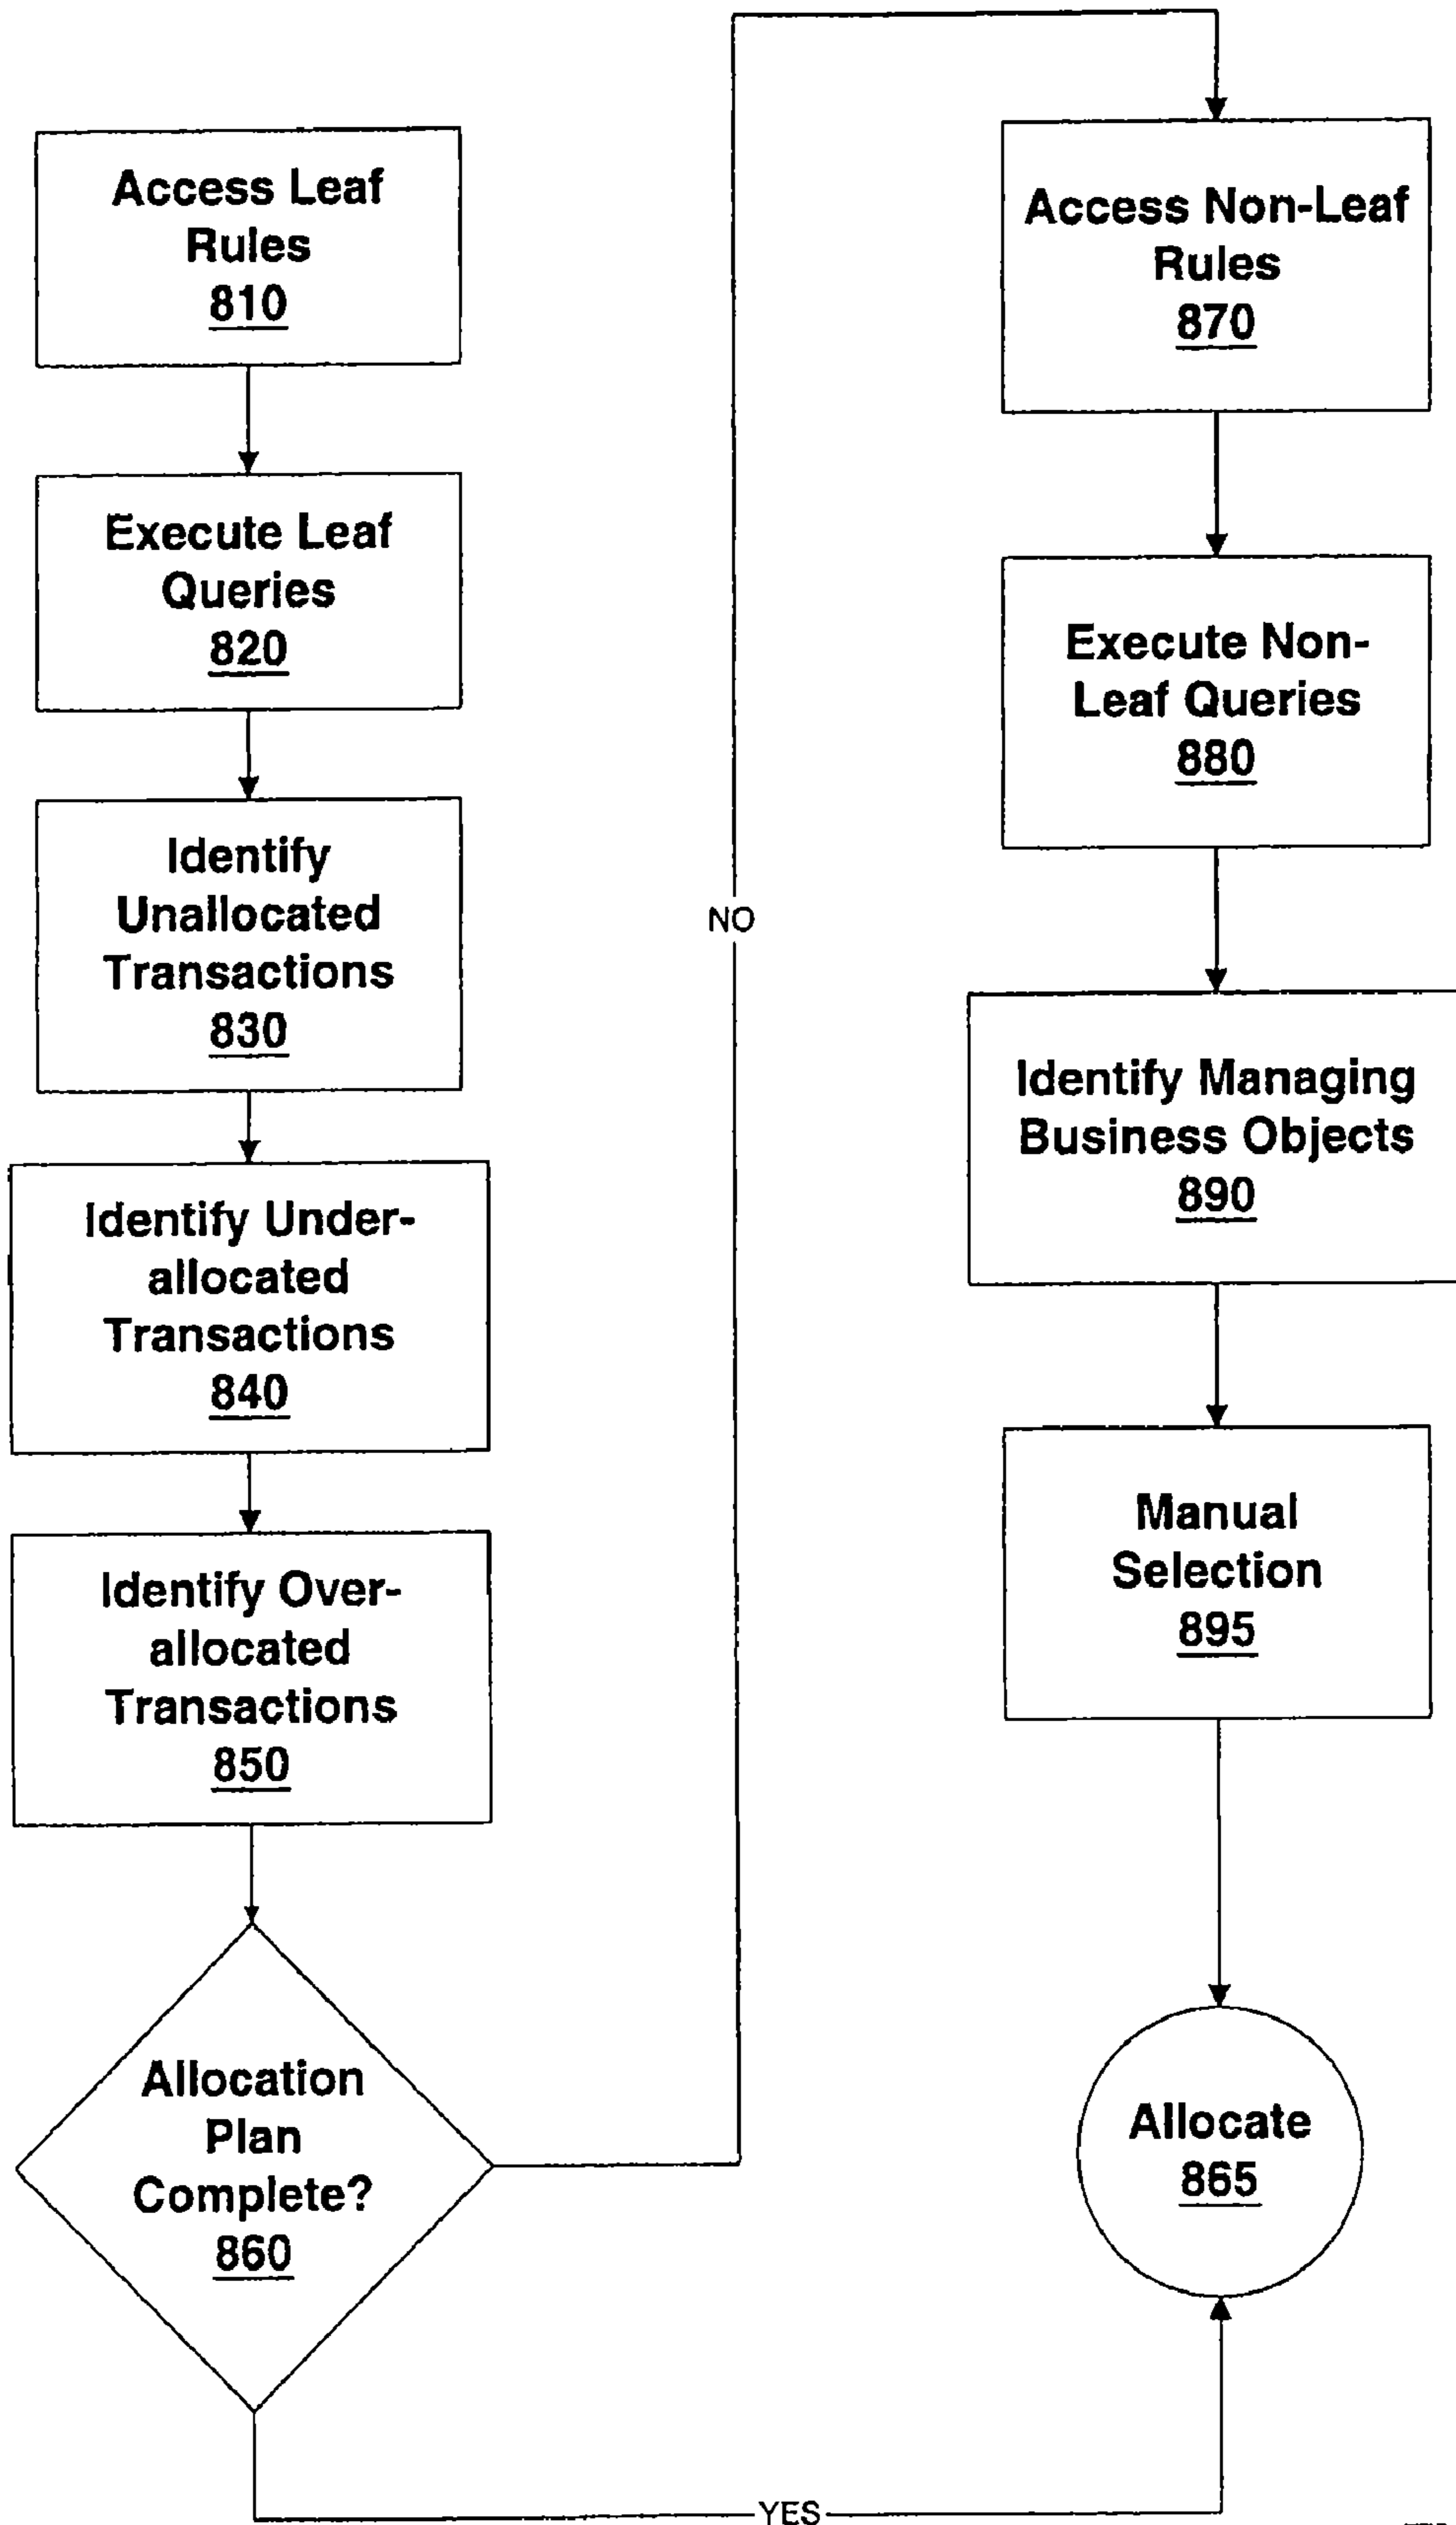 Access Leaf
Rules
810
Execute Leaf
Queries
820
Identify
Unallocated
Transactions
830
Identify Under-
allocated
Transactions
840
Identify Over-
allocated
Transactions
850
Allocation
Plan
Complete?
860
NO
YES
Access Non-Leaf
Rules
870
Execute Non-
Leaf Queries
880
Identify Managing
Business Objects
890
Manual
Selection
895
Allocate
865